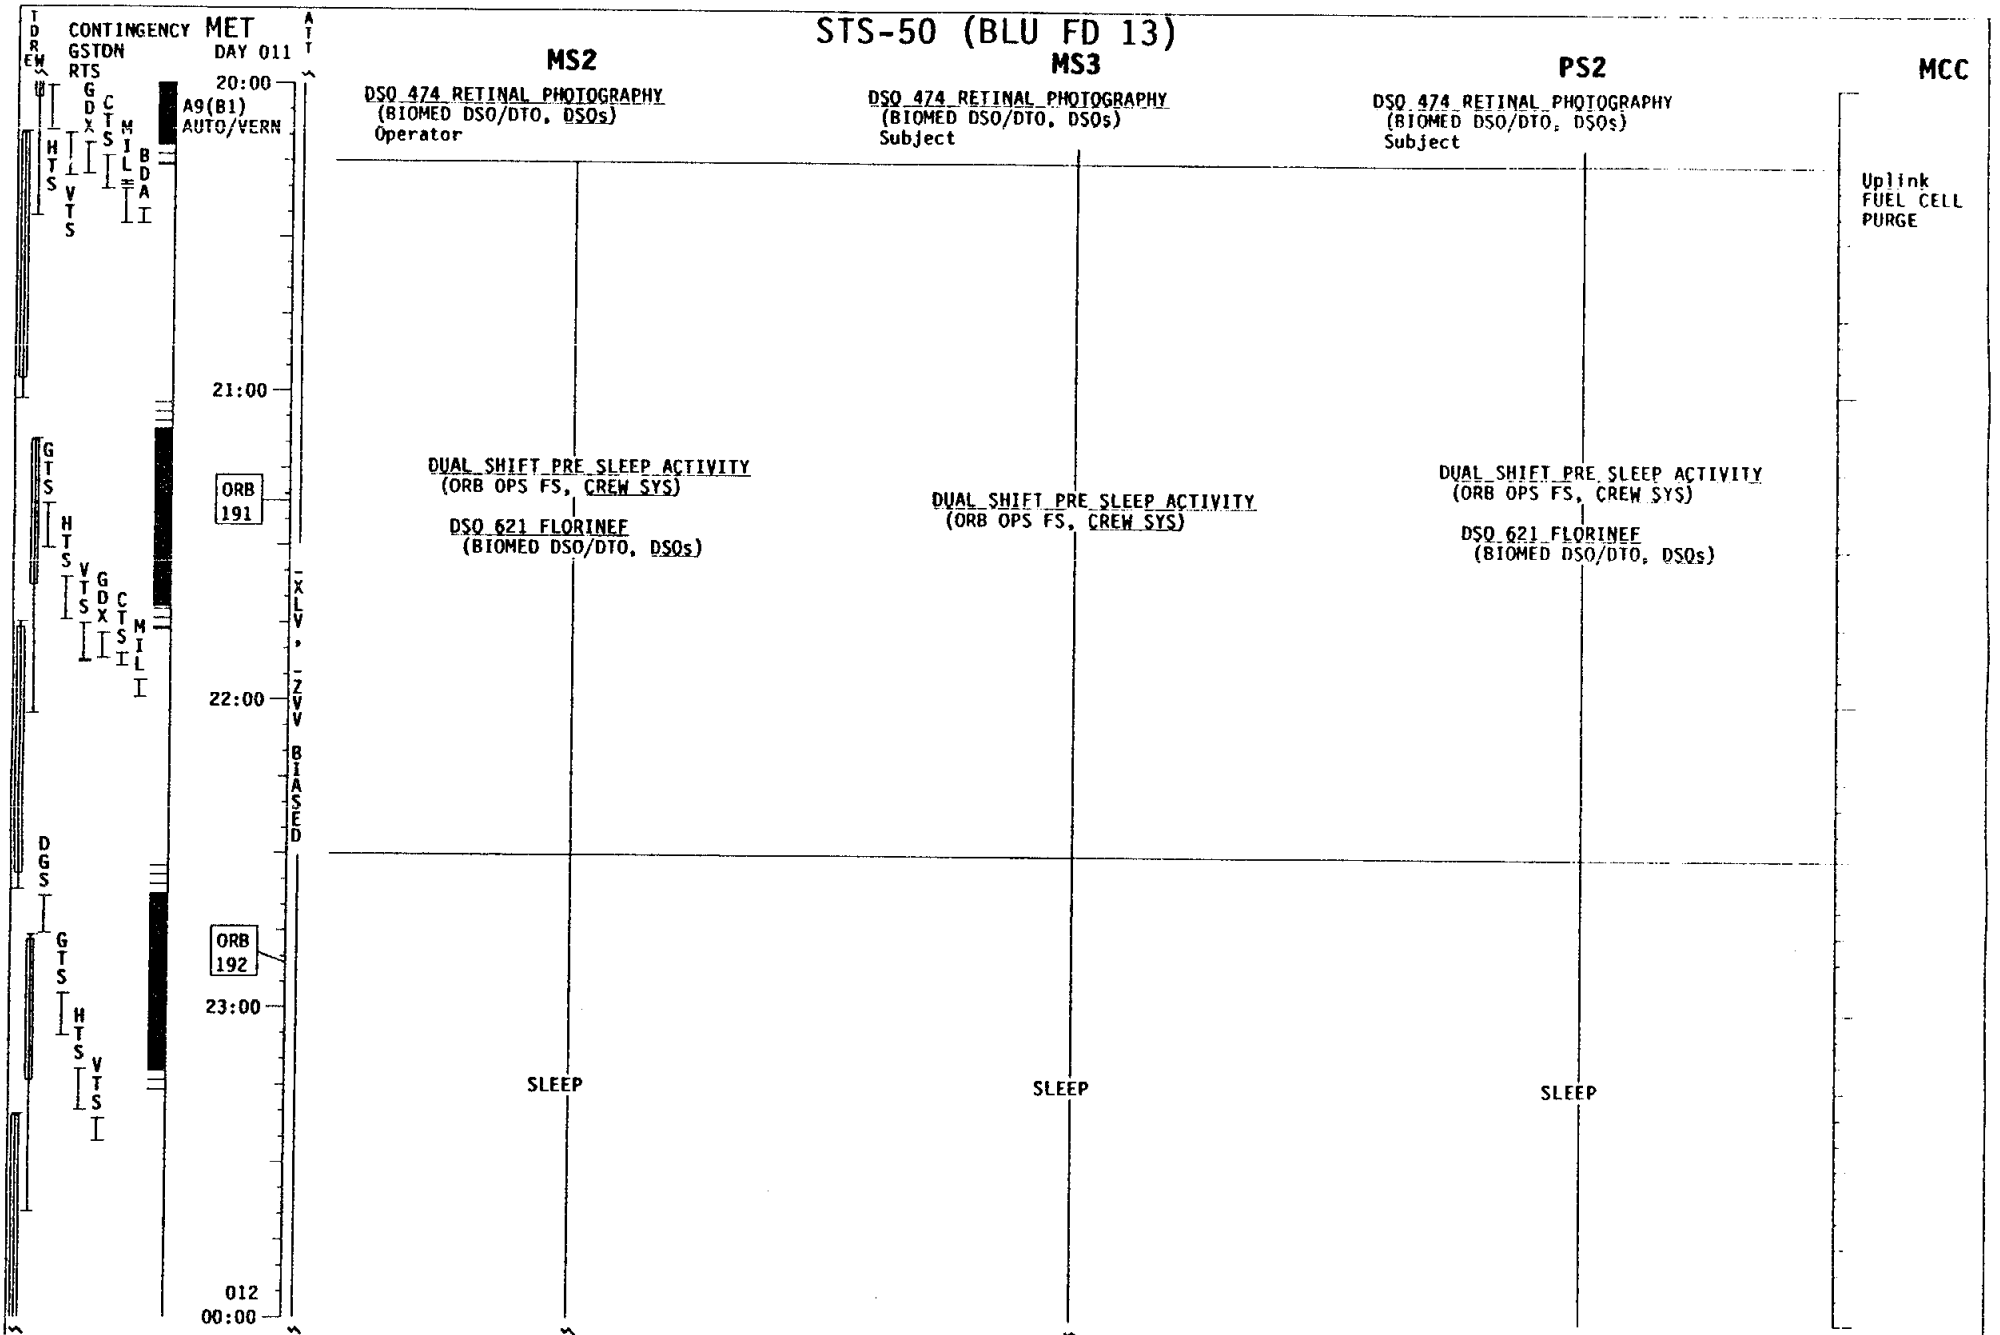 STS-50 (BLU FD 13)
TDRE W
CONTINGENCY
GSTDN
RTS
MET
DAY 011
ATT
MS2
MS3
PS2
MCC
20:00
A9(B1)
AUTO/VERN
GDX
CTS
MIL
BDA
HTS
VTS
DSO 474 RETINAL PHOTOGRAPHY
(BIOMED DSO/DTO, DSOs)
Operator
DSO 474 RETINAL PHOTOGRAPHY
(BIOMED DSO/DTO, DSOs)
Subject
DSO 474 RETINAL PHOTOGRAPHY
(BIOMED DSO/DTO, DSOs)
Subject
Uplink
FUEL CELL
PURGE
21:00
GTS
HTS
VTS
GDX
CTS
MIL
ORB
191
DUAL SHIFT PRE SLEEP ACTIVITY
(ORB OPS FS, CREW SYS)
DSO 621 FLORINEF
(BIOMED DSO/DTO, DSOs)
DUAL SHIFT PRE SLEEP ACTIVITY
(ORB OPS FS, CREW SYS)
DUAL SHIFT PRE SLEEP ACTIVITY
(ORB OPS FS, CREW SYS)
DSO 621 FLORINEF
(BIOMED DSO/DTO, DSOs)
-XLV, -ZVV BIASED
22:00
DGS
GTS
HTS
VTS
ORB
192
23:00
SLEEP
SLEEP
SLEEP
012
00:00